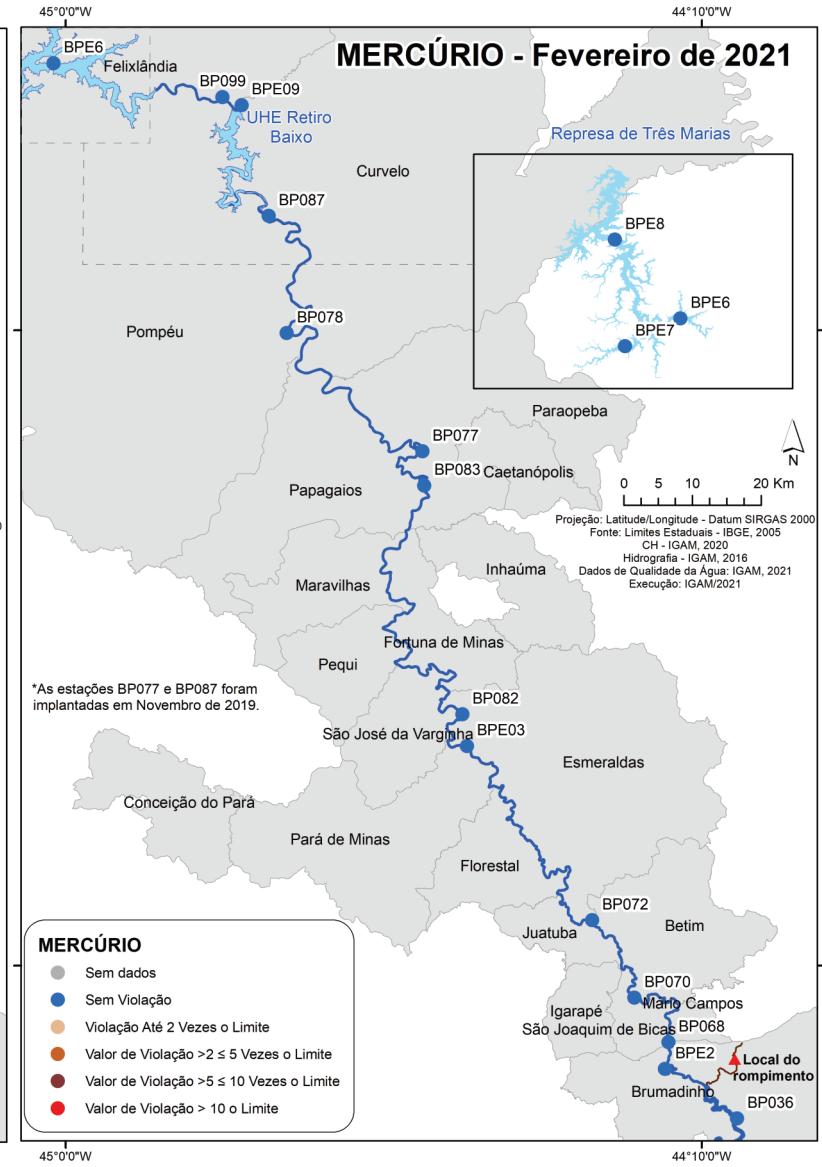 45°0'0"W
44°10'0"W
MERCÚRIO - Fevereiro de 2021
BPE6
Felixlândia
BP099
BPE09
UHE Retiro
Baixo
Represa de Três Marias
Curvelo
BP087
BPE8
BPE6
BPE7
BP078
Pompéu
Paraopeba
BP077
N
BP083
Caetanópolis
Papagaios
0 5 10 20 Km
Projeção: Latitude/Longitude - Datum SIRGAS 2000
Fonte: Limites Estaduais - IBGE, 2005
CH - IGAM, 2020
Hidrografia - IGAM, 2016
Dados de Qualidade da Água: IGAM, 2021
Execução: IGAM/2021
Inhaúma
Maravilhas
Fortuna de Minas
Pequi
*As estações BP077 e BP087 foram
implantadas em Novembro de 2019.
BP082
São José da Varginha
BPE03
Esmeraldas
Conceição do Pará
Pará de Minas
Florestal
BP072
Juatuba
Betim
MERCÚRIO
Sem dados
Sem Violação
Violação Até 2 Vezes o Limite
Valor de Violação >2 ≤ 5 Vezes o Limite
Valor de Violação >5 ≤ 10 Vezes o Limite
Valor de Violação > 10 o Limite
BP070
Mário Campos
Igarapé
São Joaquim de Bicas
BP068
BPE2
Local do
rompimento
Brumadinho
BP036
45°0'0"W
44°10'0"W